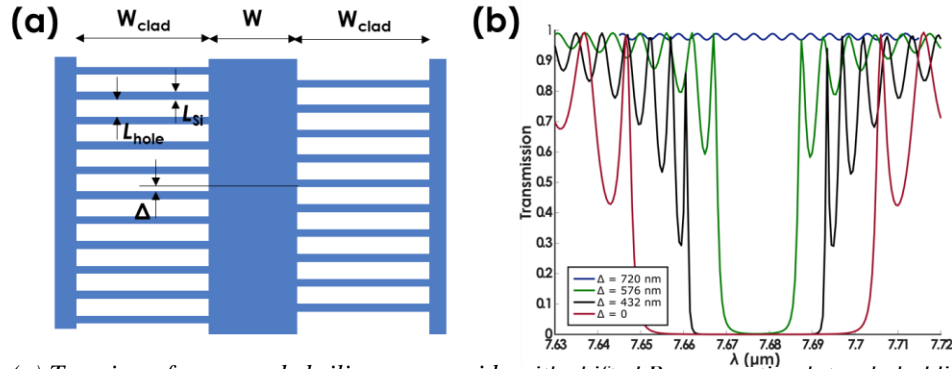 (a)
W_clad W W_clad
L_Si
L_hole
Δ
(b)
Transmission
1
0.9
0.8
0.7
0.6
0.5
0.4
0.3
0.2
0.1
0
Δ = 720 nm
Δ = 576 nm
Δ = 432 nm
Δ = 0
7.63 7.64 7.65 7.66 7.67 7.68 7.69 7.7 7.71 7.72
λ (μm)